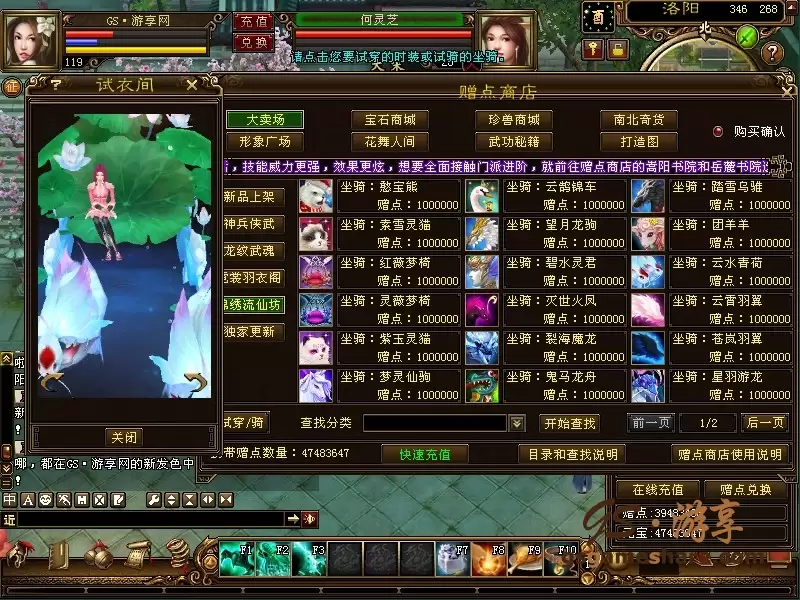 GS·游享网
119
充值
兑换
何灵芝
请点击您要试穿的时装或试骑的坐骑。
酉
洛阳 346 268
北
征
试衣间
关闭
赠点商店
大卖场 宝石商城 珍兽商城 南北奇货
形象广场 花舞人间 武功秘籍 打造图
购买确认
，技能威力更强，效果更炫，想要全面接触门派进阶，就前往赠点商店的嵩阳书院和岳麓书院
新品上架
神兵侠武
龙纹武魂
霓裳羽衣阁
锦绣流仙坊
独家更新
坐骑：憨宝熊 坐骑：云鹄锦车 坐骑：踏雪乌骓
赠点：1000000 赠点：1000000 赠点：1000000
坐骑：素雪灵猫 坐骑：望月龙驹 坐骑：团羊羊
赠点：1000000 赠点：1000000 赠点：1000000
坐骑：红薇梦椅 坐骑：碧水灵君 坐骑：云水青荷
赠点：1000000 赠点：1000000 赠点：1000000
坐骑：灵薇梦椅 坐骑：灭世火凤 坐骑：云霄羽翼
赠点：1000000 赠点：1000000 赠点：1000000
坐骑：紫玉灵猫 坐骑：裂海魔龙 坐骑：苍岚羽翼
赠点：1000000 赠点：1000000 赠点：1000000
坐骑：梦灵仙驹 坐骑：鬼马龙舟 坐骑：星羽游龙
赠点：1000000 赠点：1000000 赠点：1000000
试穿/骑 查找分类 开始查找 前一页 1/2 后一页
带赠点数量：47483647 快速充值 目录和查找说明 赠点商店使用说明
哪，都在GS·游享网的新发色中
！
中 A
近
在线充值 赠点兑换
赠点:3948
元宝:47483647
GS·游享
F1 F2 F3 F7 F8 F9 F10